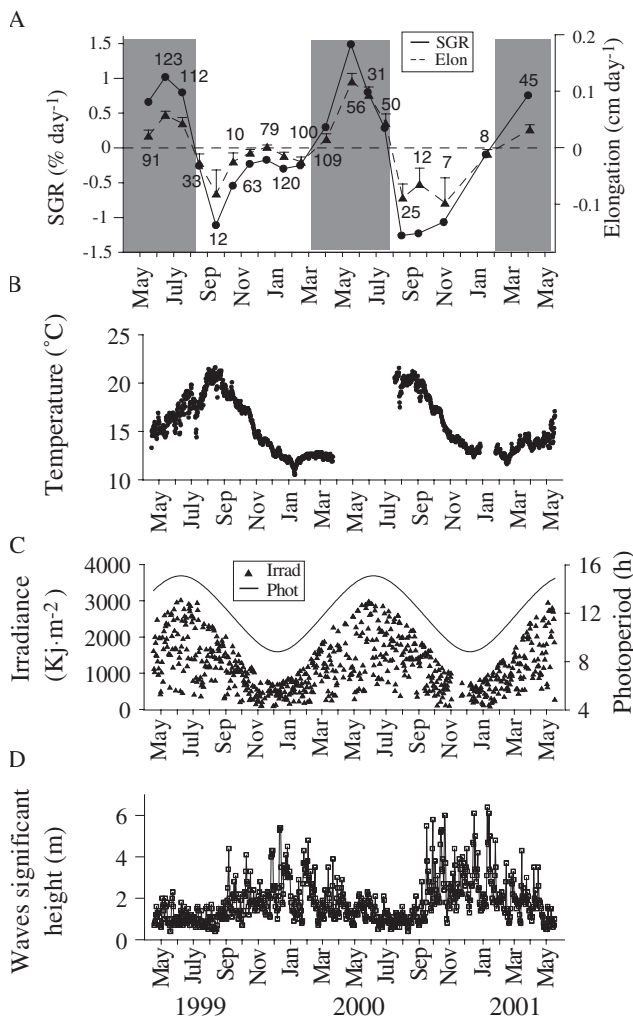 A
1.5
1
0.5
0
-0.5
-1
-1.5
SGR (% day-1)
SGR
Elon
0.2
0.1
0
-0.1
Elongation (cm day-1)
123
112
91
33
12
10
63
79
120
100
109
56
31
50
25
12
7
8
45
May
July
Sep
Nov
Jan
Mar
May
July
Sep
Nov
Jan
Mar
May
B
25
20
15
10
Temperature (°C)
May
July
Sep
Nov
Jan
Mar
May
July
Sep
Nov
Jan
Mar
May
C
4000
3000
2000
1000
0
Irradiance
(Kj·m-2)
Irrad
Phot
16
12
8
4
Photoperiod (h)
May
July
Sep
Nov
Jan
Mar
May
July
Sep
Nov
Jan
Mar
May
D
6
4
2
0
Waves significant
height (m)
May
July
Sep
Nov
Jan
Mar
May
July
Sep
Nov
Jan
Mar
May
1999 2000 2001